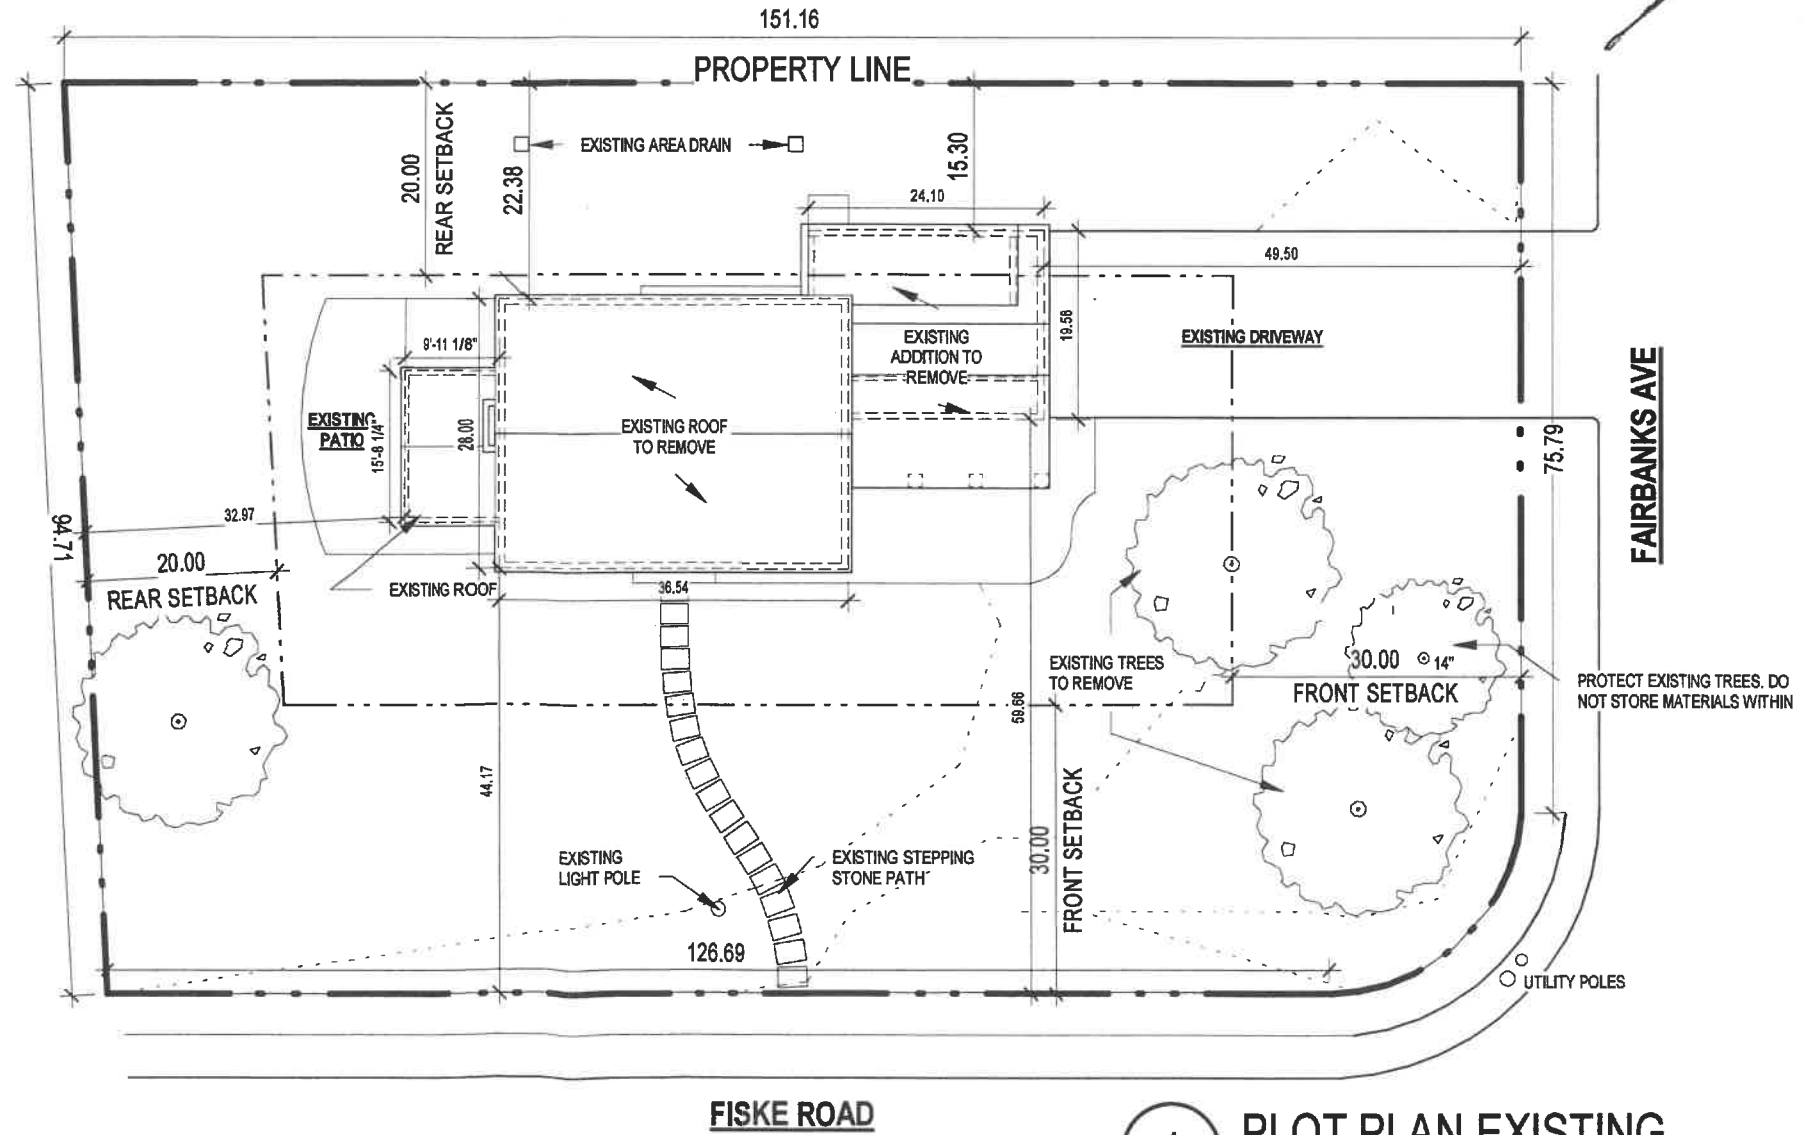 151.16
PROPERTY LINE
20.00
REAR SETBACK
22.38
EXISTING AREA DRAIN
15.30
24.10
49.50
19.58
EXISTING DRIVEWAY
EXISTING
ADDITION TO
REMOVE
9'-11 1/8"
EXISTING
PATIO
15'-8 1/4"
28.00
EXISTING ROOF
TO REMOVE
75.79
FAIRBANKS AVE
94.71
32.97
20.00
REAR SETBACK
EXISTING ROOF
36.54
EXISTING TREES
TO REMOVE
30.00
14"
FRONT SETBACK
PROTECT EXISTING TREES. DO
NOT STORE MATERIALS WITHIN
59.66
44.17
30.00
FRONT SETBACK
EXISTING
LIGHT POLE
EXISTING STEPPING
STONE PATH
126.69
UTILITY POLES
FISKE ROAD
PLOT PLAN EXISTING